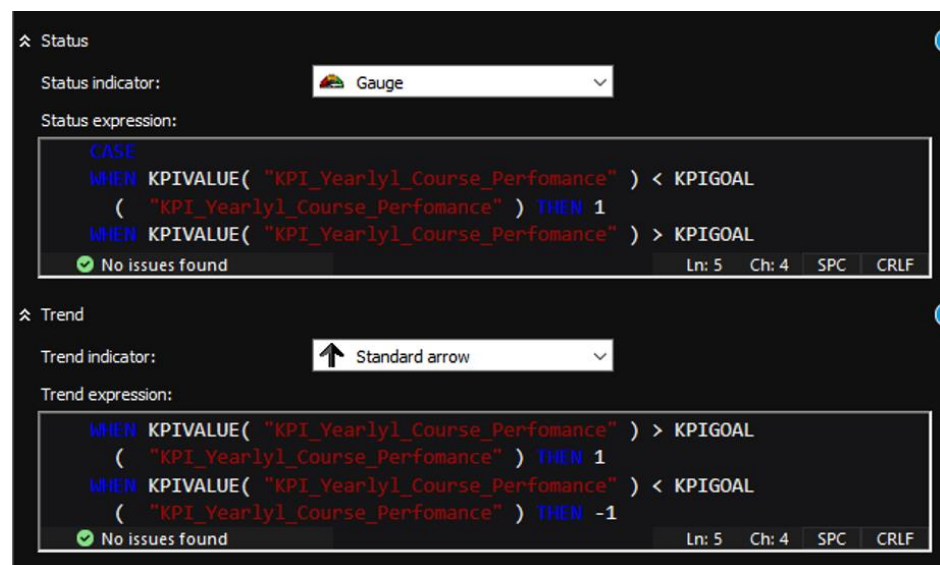 Status
Status indicator: Gauge
Status expression:
CASE
WHEN KPIVALUE( "KPI_Yearlyl_Course_Perfomance" ) < KPIGOAL
( "KPI_Yearlyl_Course_Perfomance" ) THEN 1
WHEN KPIVALUE( "KPI_Yearlyl_Course_Perfomance" ) > KPIGOAL
No issues found Ln: 5 Ch: 4 SPC CRLF
Trend
Trend indicator: Standard arrow
Trend expression:
WHEN KPIVALUE( "KPI_Yearlyl_Course_Perfomance" ) > KPIGOAL
( "KPI_Yearlyl_Course_Perfomance" ) THEN 1
WHEN KPIVALUE( "KPI_Yearlyl_Course_Perfomance" ) < KPIGOAL
( "KPI_Yearlyl_Course_Perfomance" ) THEN -1
No issues found Ln: 5 Ch: 4 SPC CRLF